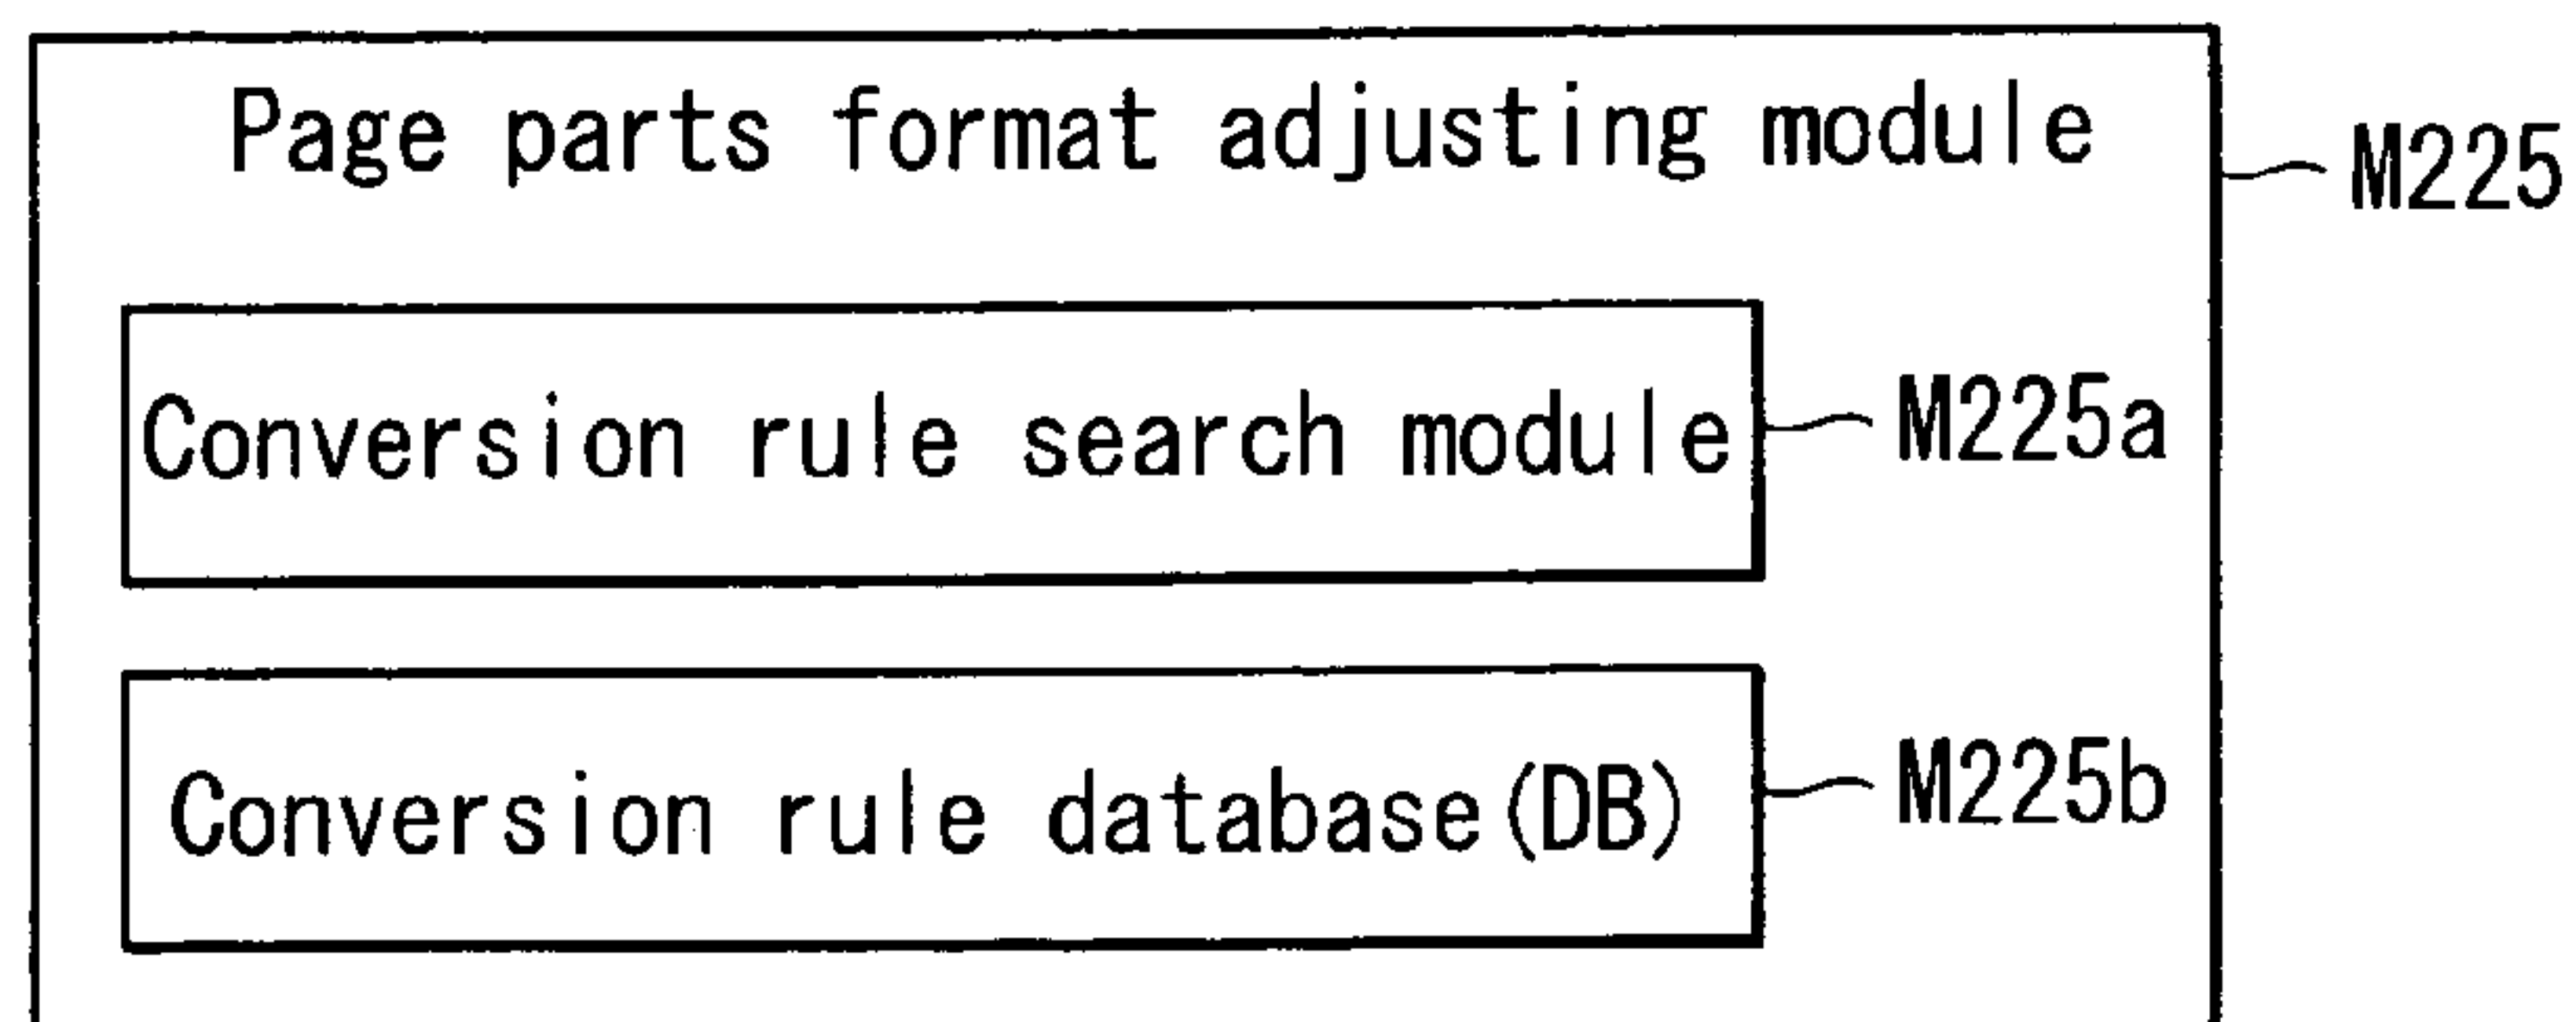 Page parts format adjusting module
M225
Conversion rule search module
M225a
Conversion rule database(DB)
M225b